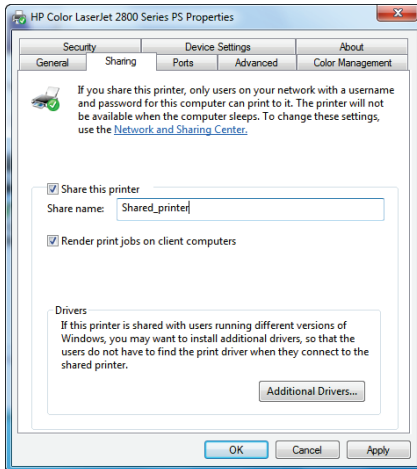 HP Color LaserJet 2800 Series PS Properties
Security Device Settings About
General Sharing Ports Advanced Color Management
If you share this printer, only users on your network with a username
and password for this computer can print to it. The printer will not
be available when the computer sleeps. To change these settings,
use the Network and Sharing Center.
Share this printer
Share name: Shared_printer
Render print jobs on client computers
Drivers
If this printer is shared with users running different versions of
Windows, you may want to install additional drivers, so that the
users do not have to find the print driver when they connect to the
shared printer.
Additional Drivers...
OK Cancel Apply